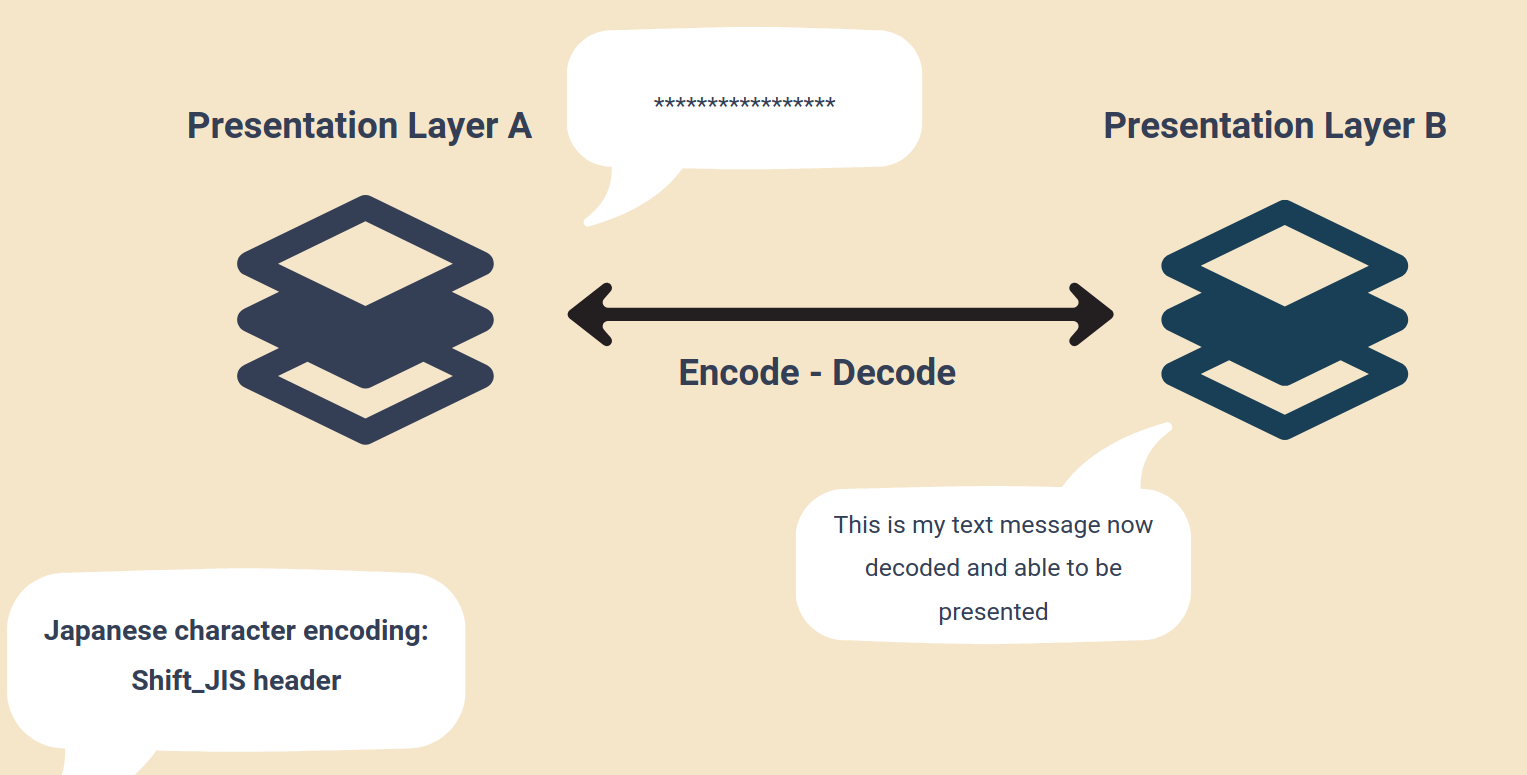 ****************
Presentation Layer A
Presentation Layer B
Encode - Decode
This is my text message now
decoded and able to be
presented
Japanese character encoding:
Shift_JIS header